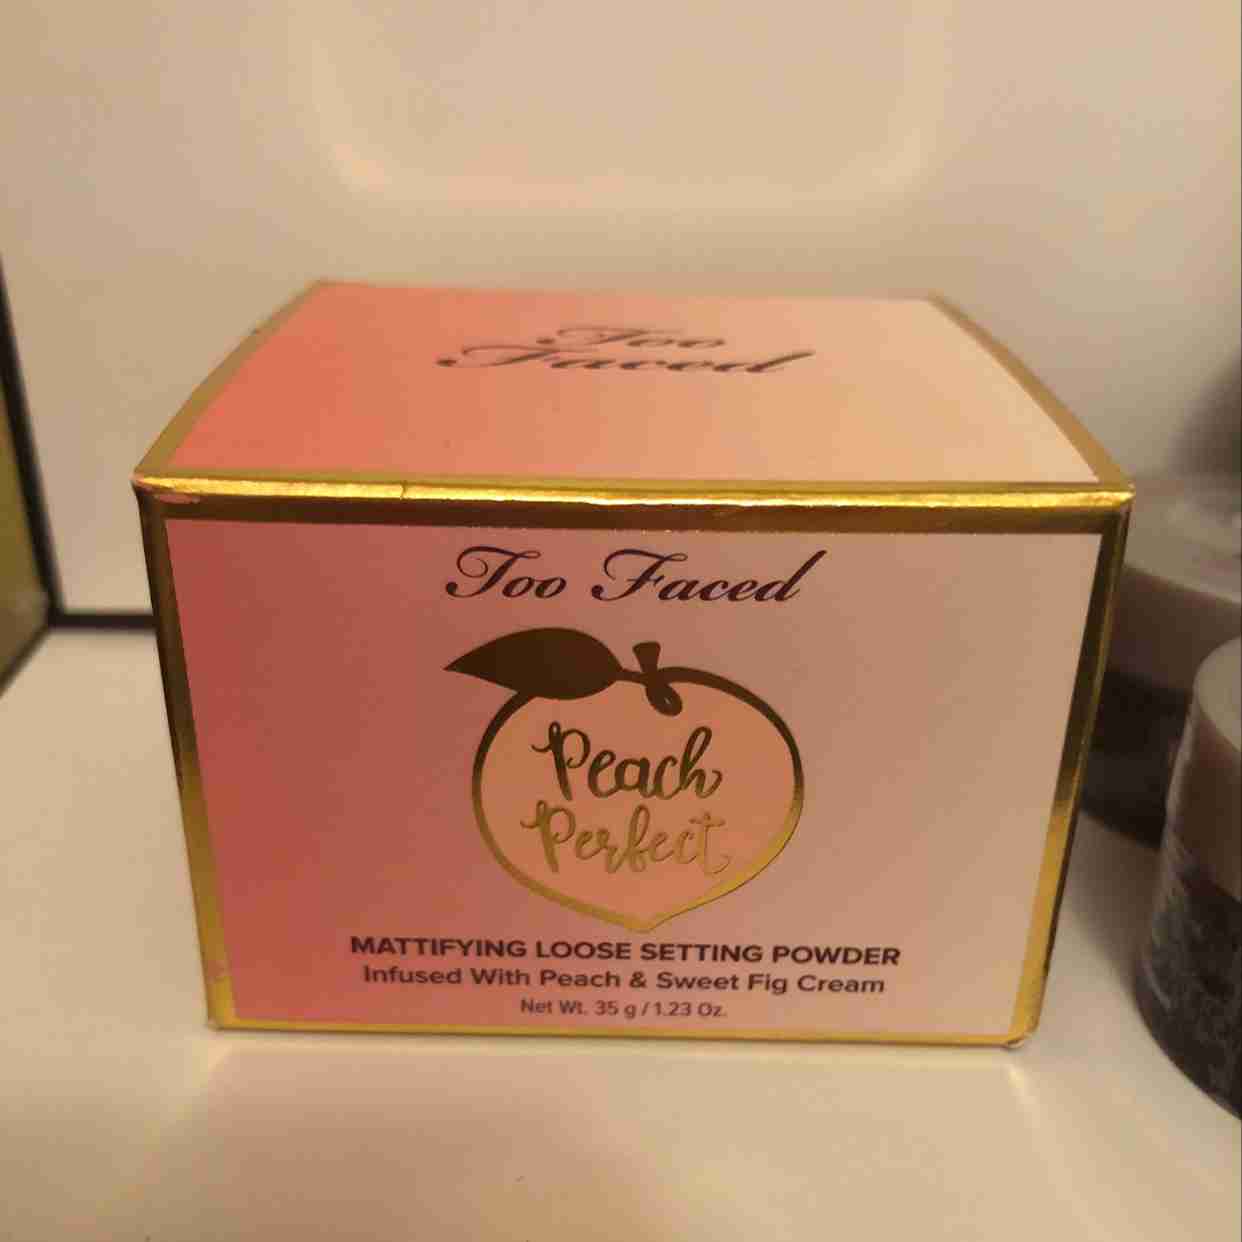 Too
Faced
Too Faced
Peach
Perfect
MATTIFYING LOOSE SETTING POWDER
Infused With Peach & Sweet Fig Cream
Net Wt. 35 g / 1.23 Oz.